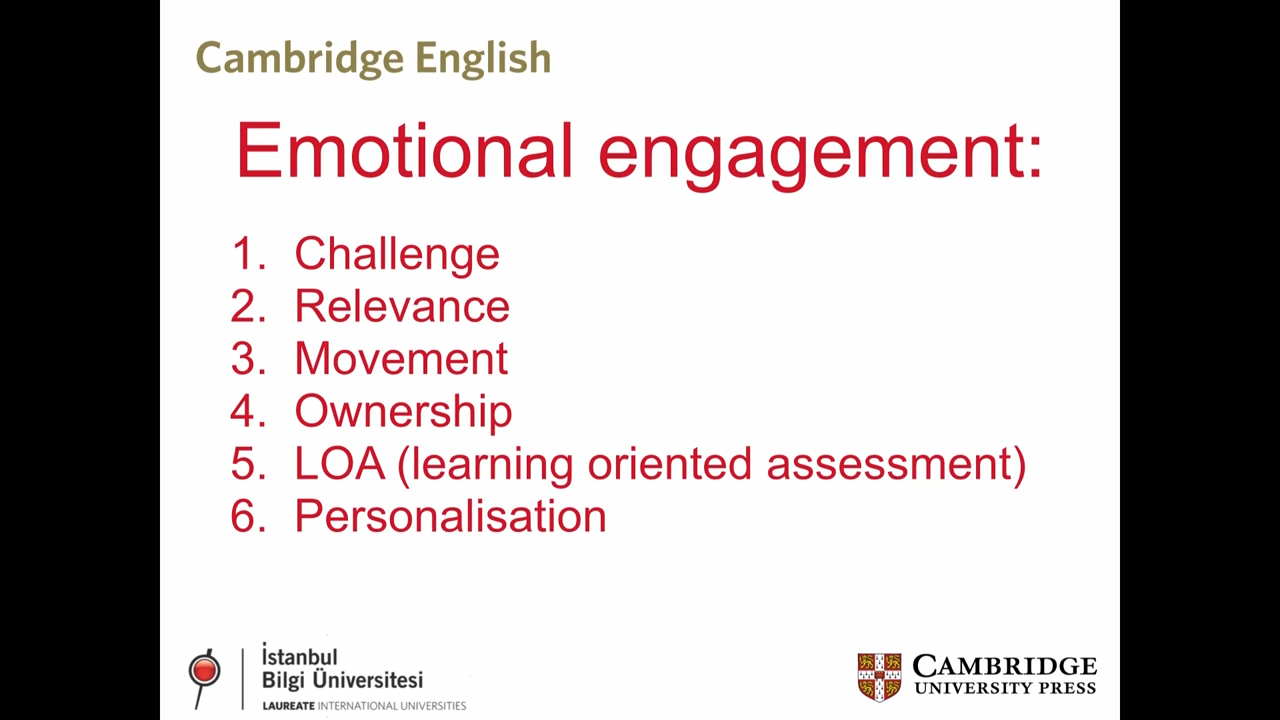 Cambridge English
Emotional engagement:
1. Challenge
2. Relevance
3. Movement
4. Ownership
5. LOA (learning oriented assessment)
6. Personalisation
İstanbul
Bilgi Üniversitesi
LAUREATE INTERNATIONAL UNIVERSITIES
CAMBRIDGE
UNIVERSITY PRESS